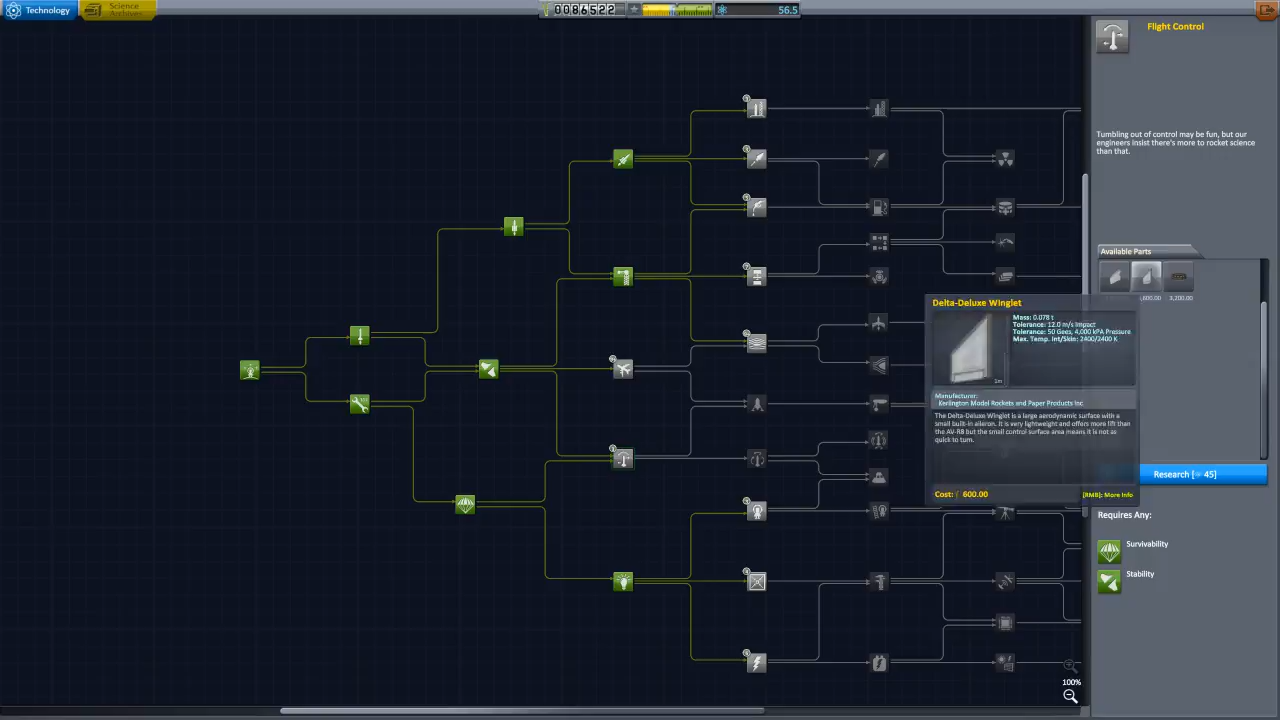 Technology
Science
Archives
0086522
56.5
Flight Control
Tumbling out of control may be fun, but our
engineers insist there's more to rocket science
than that.
Available Parts
,600.00
3,200.00
Delta-Deluxe Winglet
Mass: 0.078 t
Tolerance: 12.0 m/s Impact
Tolerance: 50 Gees, 4,000 kPA Pressure
Max. Temp. Int/Skin: 2400/2400 K
1m
Manufacturer:
Kerlington Model Rockets and Paper Products Inc
The Delta-Deluxe Winglet is a large aerodynamic surface with a
small built-in aileron. It is very lightweight and offers more lift than
the AV-R8 but the small control surface area means it is not as
quick to turn.
Cost: 600.00
[RMB]: More Info
Research [ 45]
Requires Any:
Survivability
Stability
100%